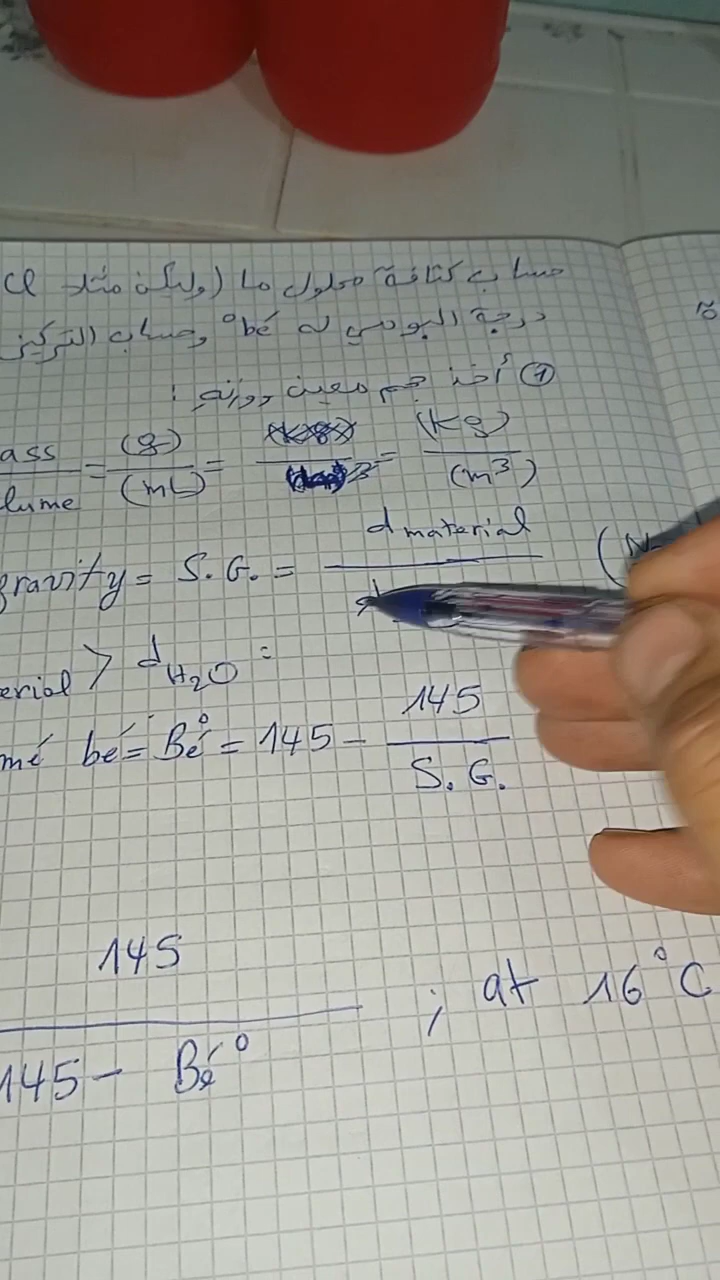 حساب كثافة محلول ما (وليكن مثلا Cl
درجة البومي له bé° وحساب التركيز
① أخذ حجم معين ووزنه :
ass / lume = (g) / (mL) = = (Kg) / (m³)
gravity = S.G. = d material
erial > d H₂O :
mé bé = Bé° = 145 - 145 / S.G.
145 / 145 - Bé° ; at 16°C